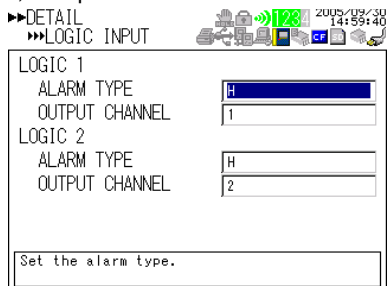 ▸▸DETAIL
▸▸▸LOGIC INPUT
1234
2005/09/30
14:59:40
CF
SD
LOGIC 1
ALARM TYPE
H
OUTPUT CHANNEL
1
LOGIC 2
ALARM TYPE
H
OUTPUT CHANNEL
2
Set the alarm type.